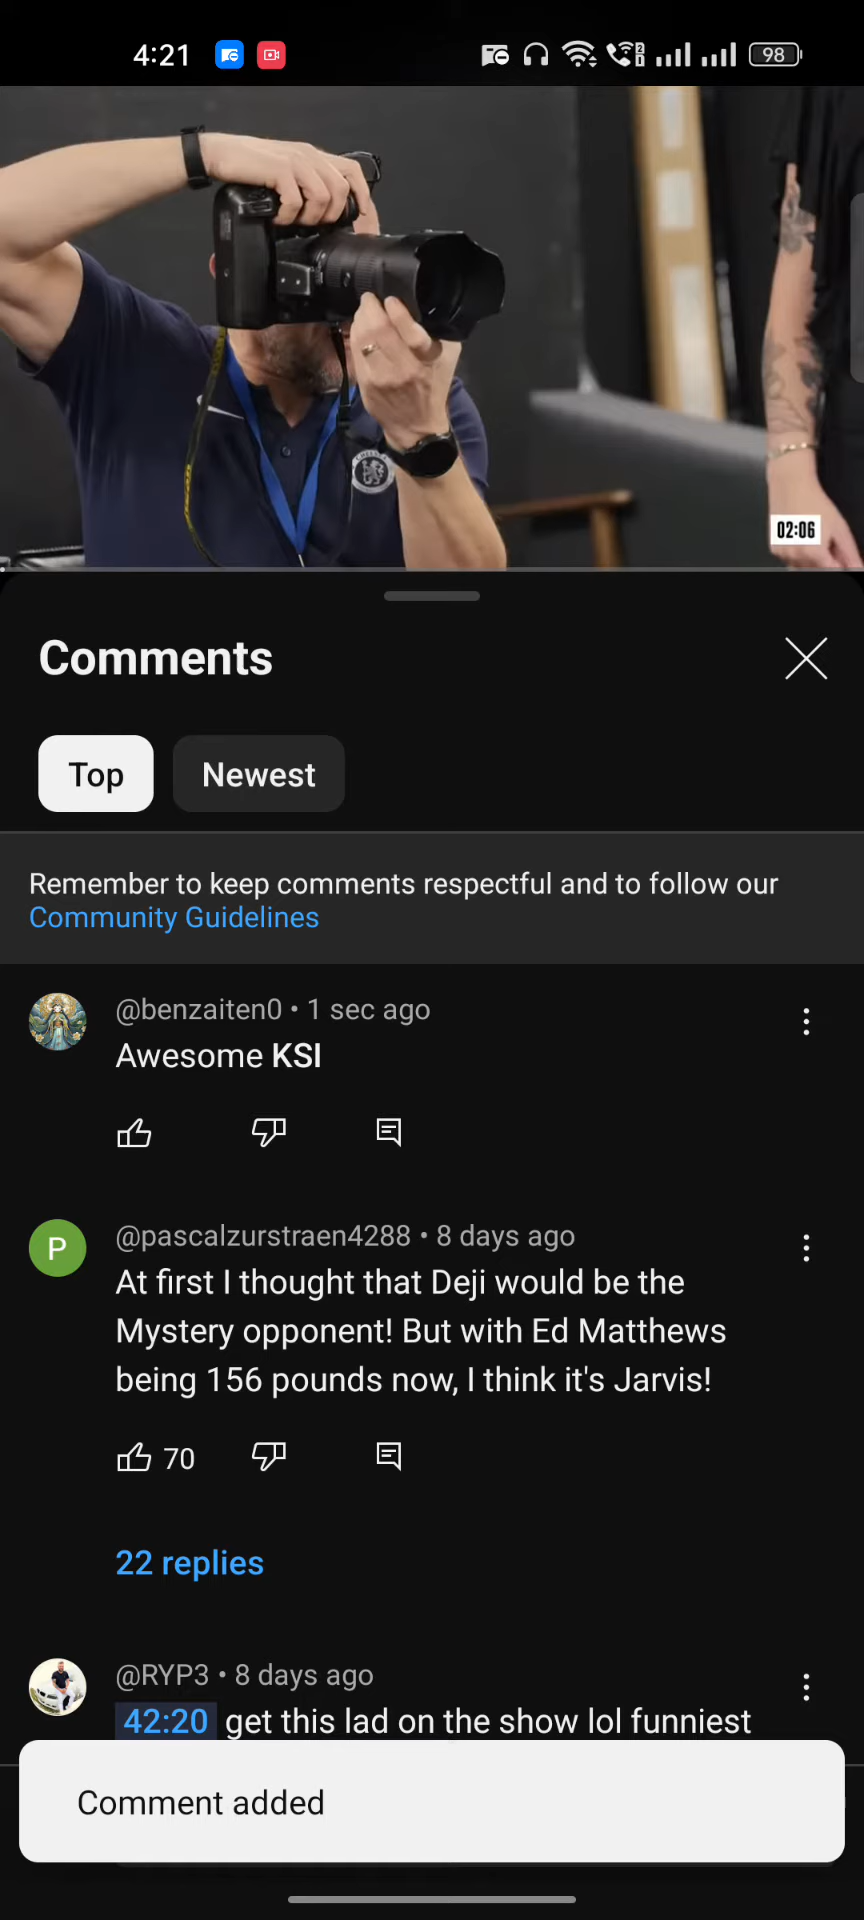 4:21
2
1
98
CHELSEA
02:06
Comments
Top
Newest
Remember to keep comments respectful and to follow our
Community Guidelines
@benzaiten0 • 1 sec ago
Awesome KSI
P
@pascalzurstraen4288 • 8 days ago
At first I thought that Deji would be the
Mystery opponent! But with Ed Matthews
being 156 pounds now, I think it's Jarvis!
70
22 replies
@RYP3 • 8 days ago
42:20 get this lad on the show lol funniest
Comment added